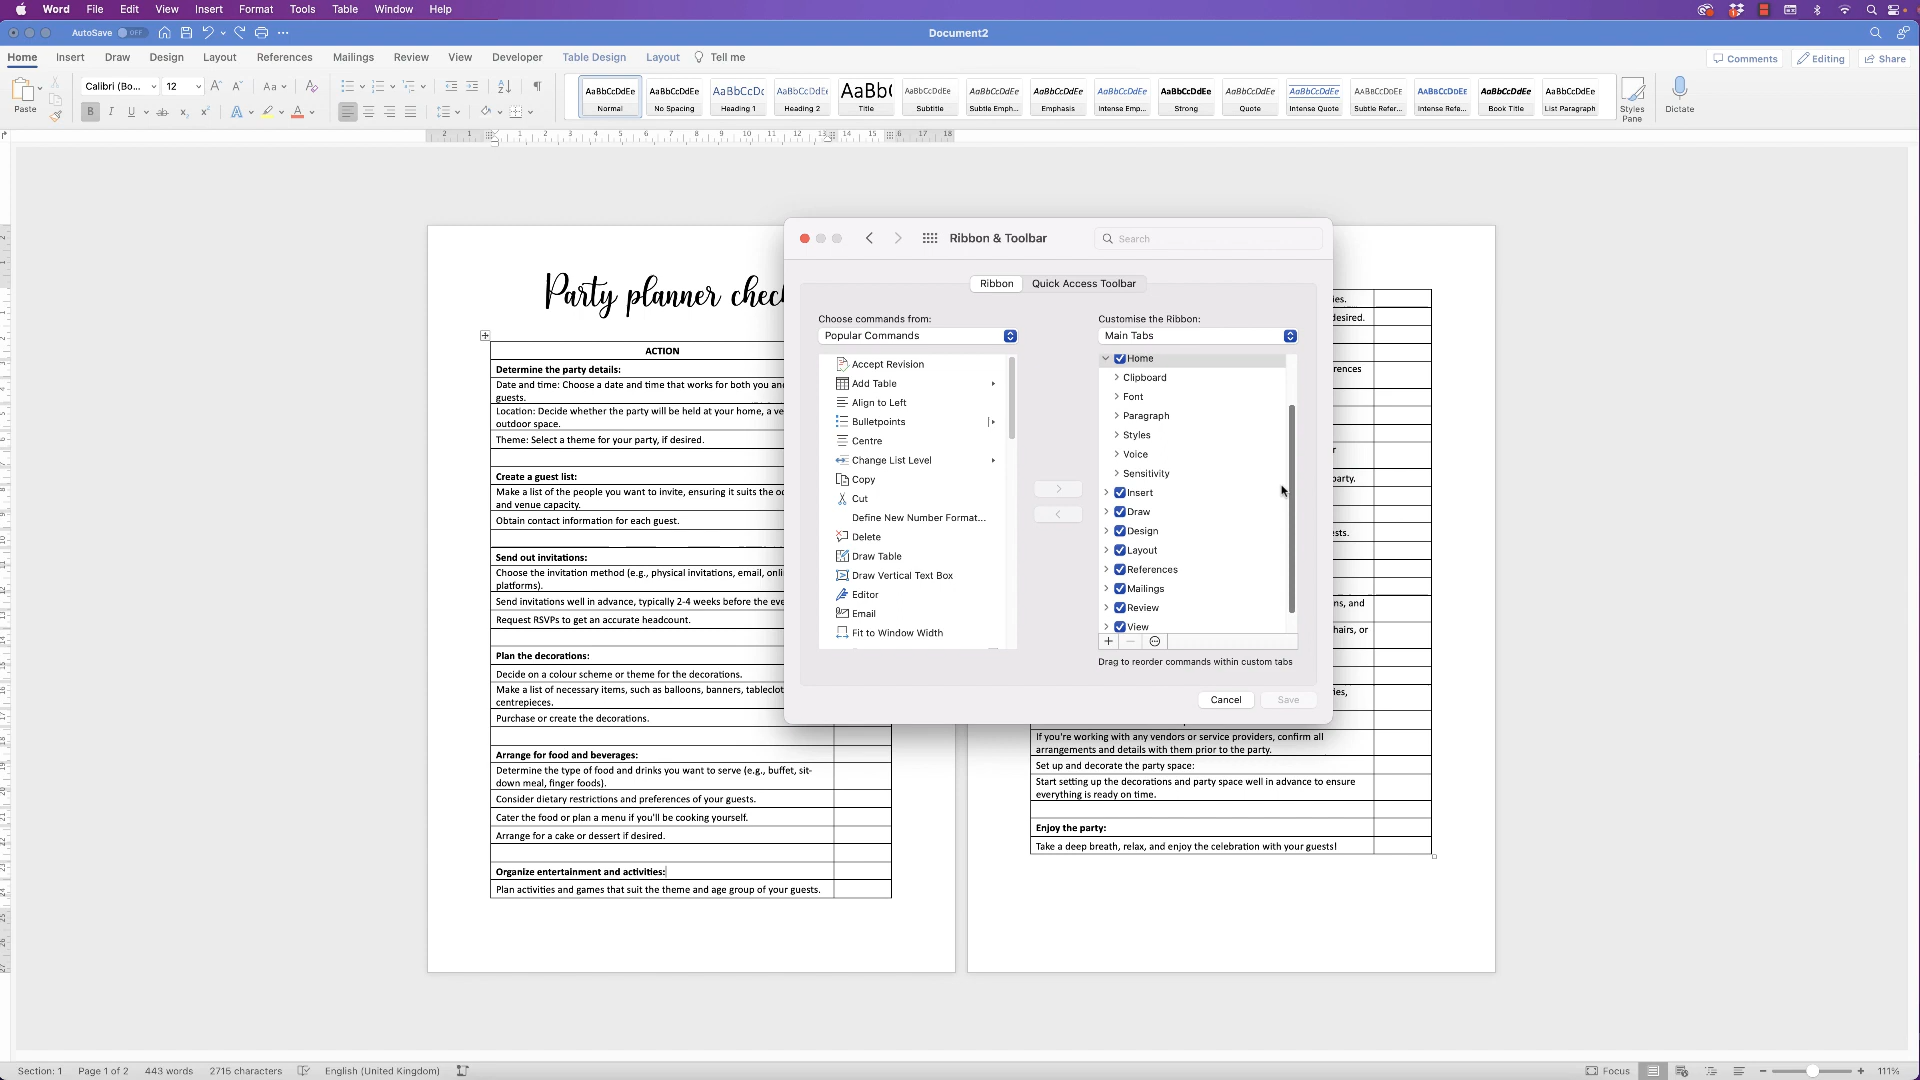 Word File Edit View Insert Format Tools Table Window Help
AutoSave OFF
Document2
Home Insert Draw Design Layout References Mailings Review View Developer Table Design Layout Tell me
Comments Editing Share
Paste
Calibri (Bo... 12
AaBbCcDdEe AaBbCcDdEe AaBbCcDc AaBbCcDdEe AaBb( AaBbCcDdEe AaBbCcDdEe AaBbCcDdEe AaBbCcDdEe AaBbCcDdEe AaBbCcDdEe AaBbCcDdEe AaBbCcDdEe AaBbCcDdEe AaBbCcDdEe AaBbCcDdEe
Normal No Spacing Heading 1 Heading 2 Title Subtitle Subtle Emph... Emphasis Intense Emp... Strong Quote Intense Quote Subtle Refer... Intense Refe... Book Title List Paragraph
Styles Pane
Dictate
Party planner chec
ACTION
Determine the party details:
Date and time: Choose a date and time that works for both you an
guests.
Location: Decide whether the party will be held at your home, a ve
outdoor space.
Theme: Select a theme for your party, if desired.
Create a guest list:
Make a list of the people you want to invite, ensuring it suits the oc
and venue capacity.
Obtain contact information for each guest.
Send out invitations:
Choose the invitation method (e.g., physical invitations, email, onli
platforms).
Send invitations well in advance, typically 2-4 weeks before the eve
Request RSVPs to get an accurate headcount.
Plan the decorations:
Decide on a colour scheme or theme for the decorations.
Make a list of necessary items, such as balloons, banners, tableclot
centrepieces.
Purchase or create the decorations.
Arrange for food and beverages:
Determine the type of food and drinks you want to serve (e.g., buffet, sit-
down meal, finger foods).
Consider dietary restrictions and preferences of your guests.
Cater the food or plan a menu if you'll be cooking yourself.
Arrange for a cake or dessert if desired.
Organize entertainment and activities:
Plan activities and games that suit the theme and age group of your guests.
Ribbon & Toolbar
Search
Ribbon Quick Access Toolbar
Choose commands from:
Popular Commands
Accept Revision
Add Table
Align to Left
Bulletpoints
Centre
Change List Level
Copy
Cut
Define New Number Format...
Delete
Draw Table
Draw Vertical Text Box
Editor
Email
Fit to Window Width
Customise the Ribbon:
Main Tabs
Home
Clipboard
Font
Paragraph
Styles
Voice
Sensitivity
Insert
Draw
Design
Layout
References
Mailings
Review
View
Drag to reorder commands within custom tabs
Cancel Save
ies.
desired.
rences
r
party.
sts.
ns, and
hairs, or
ies,
If you're working with any vendors or service providers, confirm all
arrangements and details with them prior to the party.
Set up and decorate the party space:
Start setting up the decorations and party space well in advance to ensure
everything is ready on time.
Enjoy the party:
Take a deep breath, relax, and enjoy the celebration with your guests!
Section: 1 Page 1 of 2 443 words 2715 characters English (United Kingdom) Focus 111%